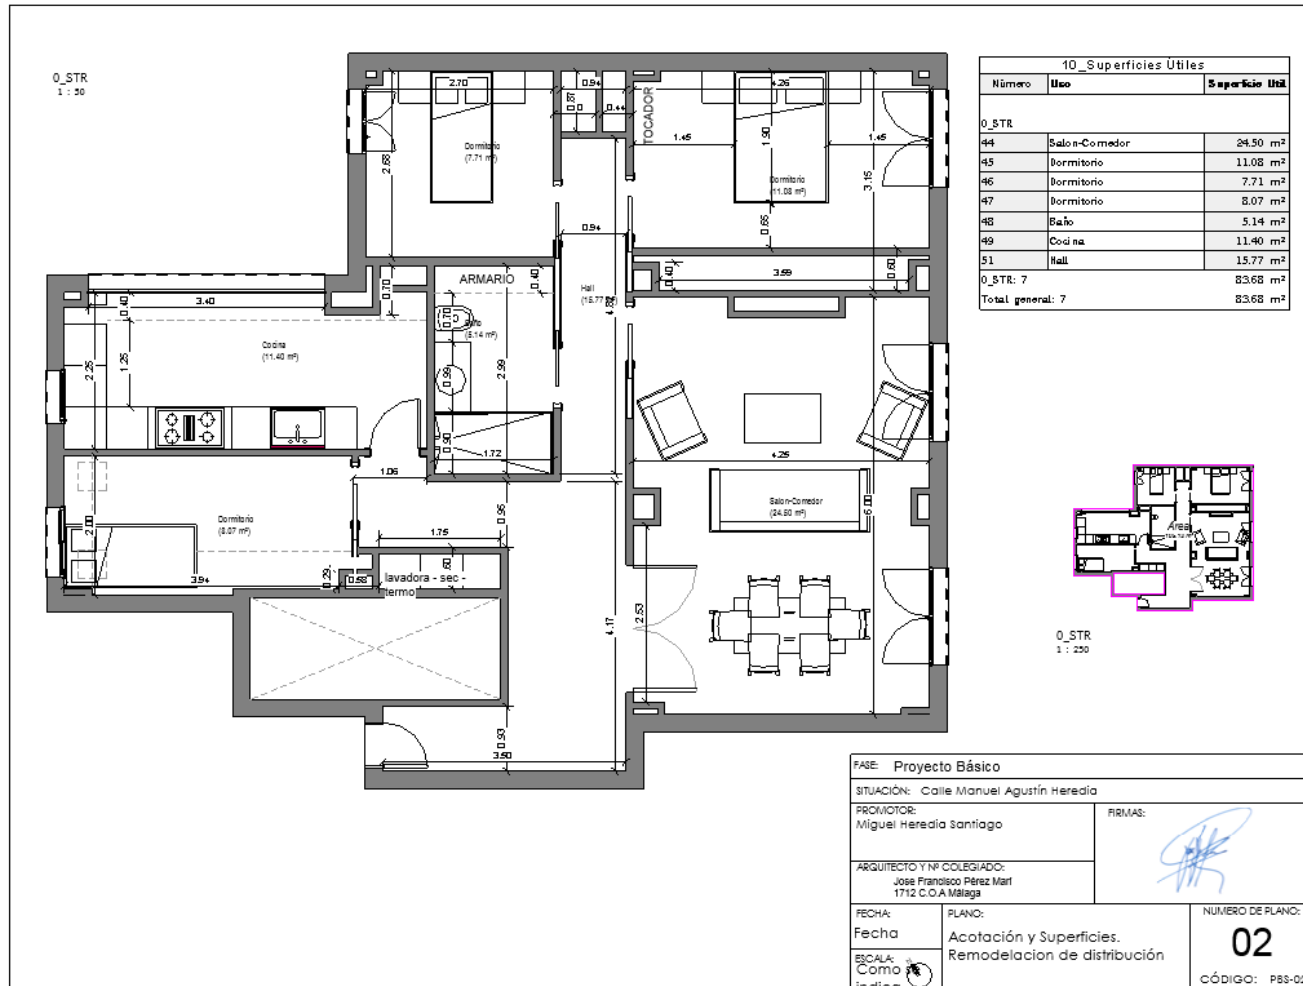 0_STR
1 : 50
2.70
0.94
4.26
0.87
0.44
TOCADOR
1.45
1.90
1.45
Dormitorio
(7.71 m²)
2.68
Dormitorio
(11.08 m²)
3.15
0.65
0.94
ARMARIO
0.70
0.40
Hall
(15.77 m²)
0.40
3.59
0.60
3.40
0.40
Cocina
(11.40 m²)
1.25
2.25
0.70
Baño
(5.14 m²)
0.99
2.99
0.90
1.72
4.25
1.06
Salon-Comedor
(24.50 m²)
6.00
Dormitorio
(8.07 m²)
2.00
1.75
0.95
3.94
0.29
0.58
.60
lavadora - sec -
termo
4.17
2.53
0.93
3.50
10_Superficies Útiles
Número Uso Superficie Util
0_STR
44 Salon-Comedor 24.50 m²
45 Dormitorio 11.08 m²
46 Dormitorio 7.71 m²
47 Dormitorio 8.07 m²
48 Baño 5.14 m²
49 Cocina 11.40 m²
51 Hall 15.77 m²
0_STR: 7 83.68 m²
Total general: 7 83.68 m²
Area
0_STR
1 : 250
FASE: Proyecto Básico
SITUACIÓN: Calle Manuel Agustín Heredia
PROMOTOR:
Miguel Heredia Santiago
FIRMAS:
ARQUITECTO Y Nº COLEGIADO:
Jose Francisco Pérez Marí
1712 C.O.A Málaga
FECHA:
Fecha
PLANO:
Acotación y Superficies.
Remodelacion de distribución
NUMERO DE PLANO:
02
ESCALA:
Como
indica
CÓDIGO: PBS-02